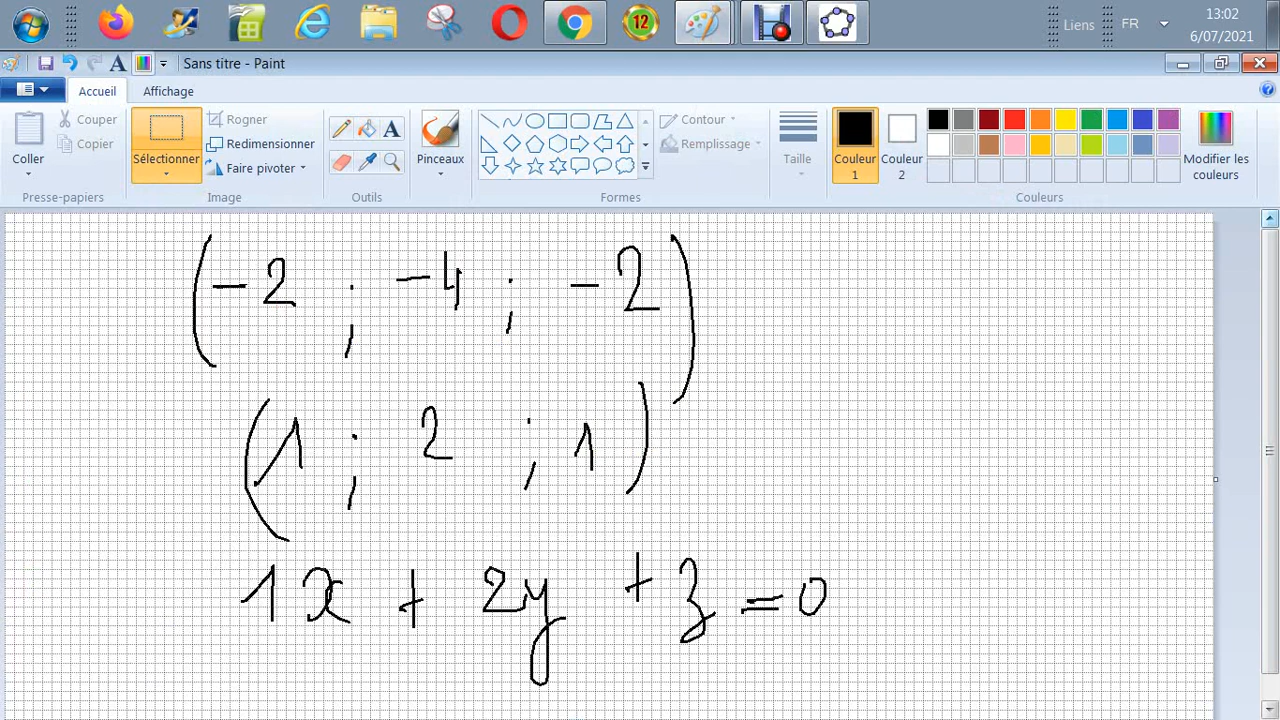 12
Liens
FR
13:02
6/07/2021
Sans titre - Paint
Accueil
Affichage
Coller
Couper
Copier
Presse-papiers
Sélectionner
Rogner
Redimensionner
Faire pivoter
Image
A
Outils
Pinceaux
Contour
Remplissage
Formes
Taille
Couleur 1
Couleur 2
Modifier les couleurs
Couleurs
(-2 ; -4 ; -2)
(1 ; 2 ; 1)
1x + 2y + z = 0